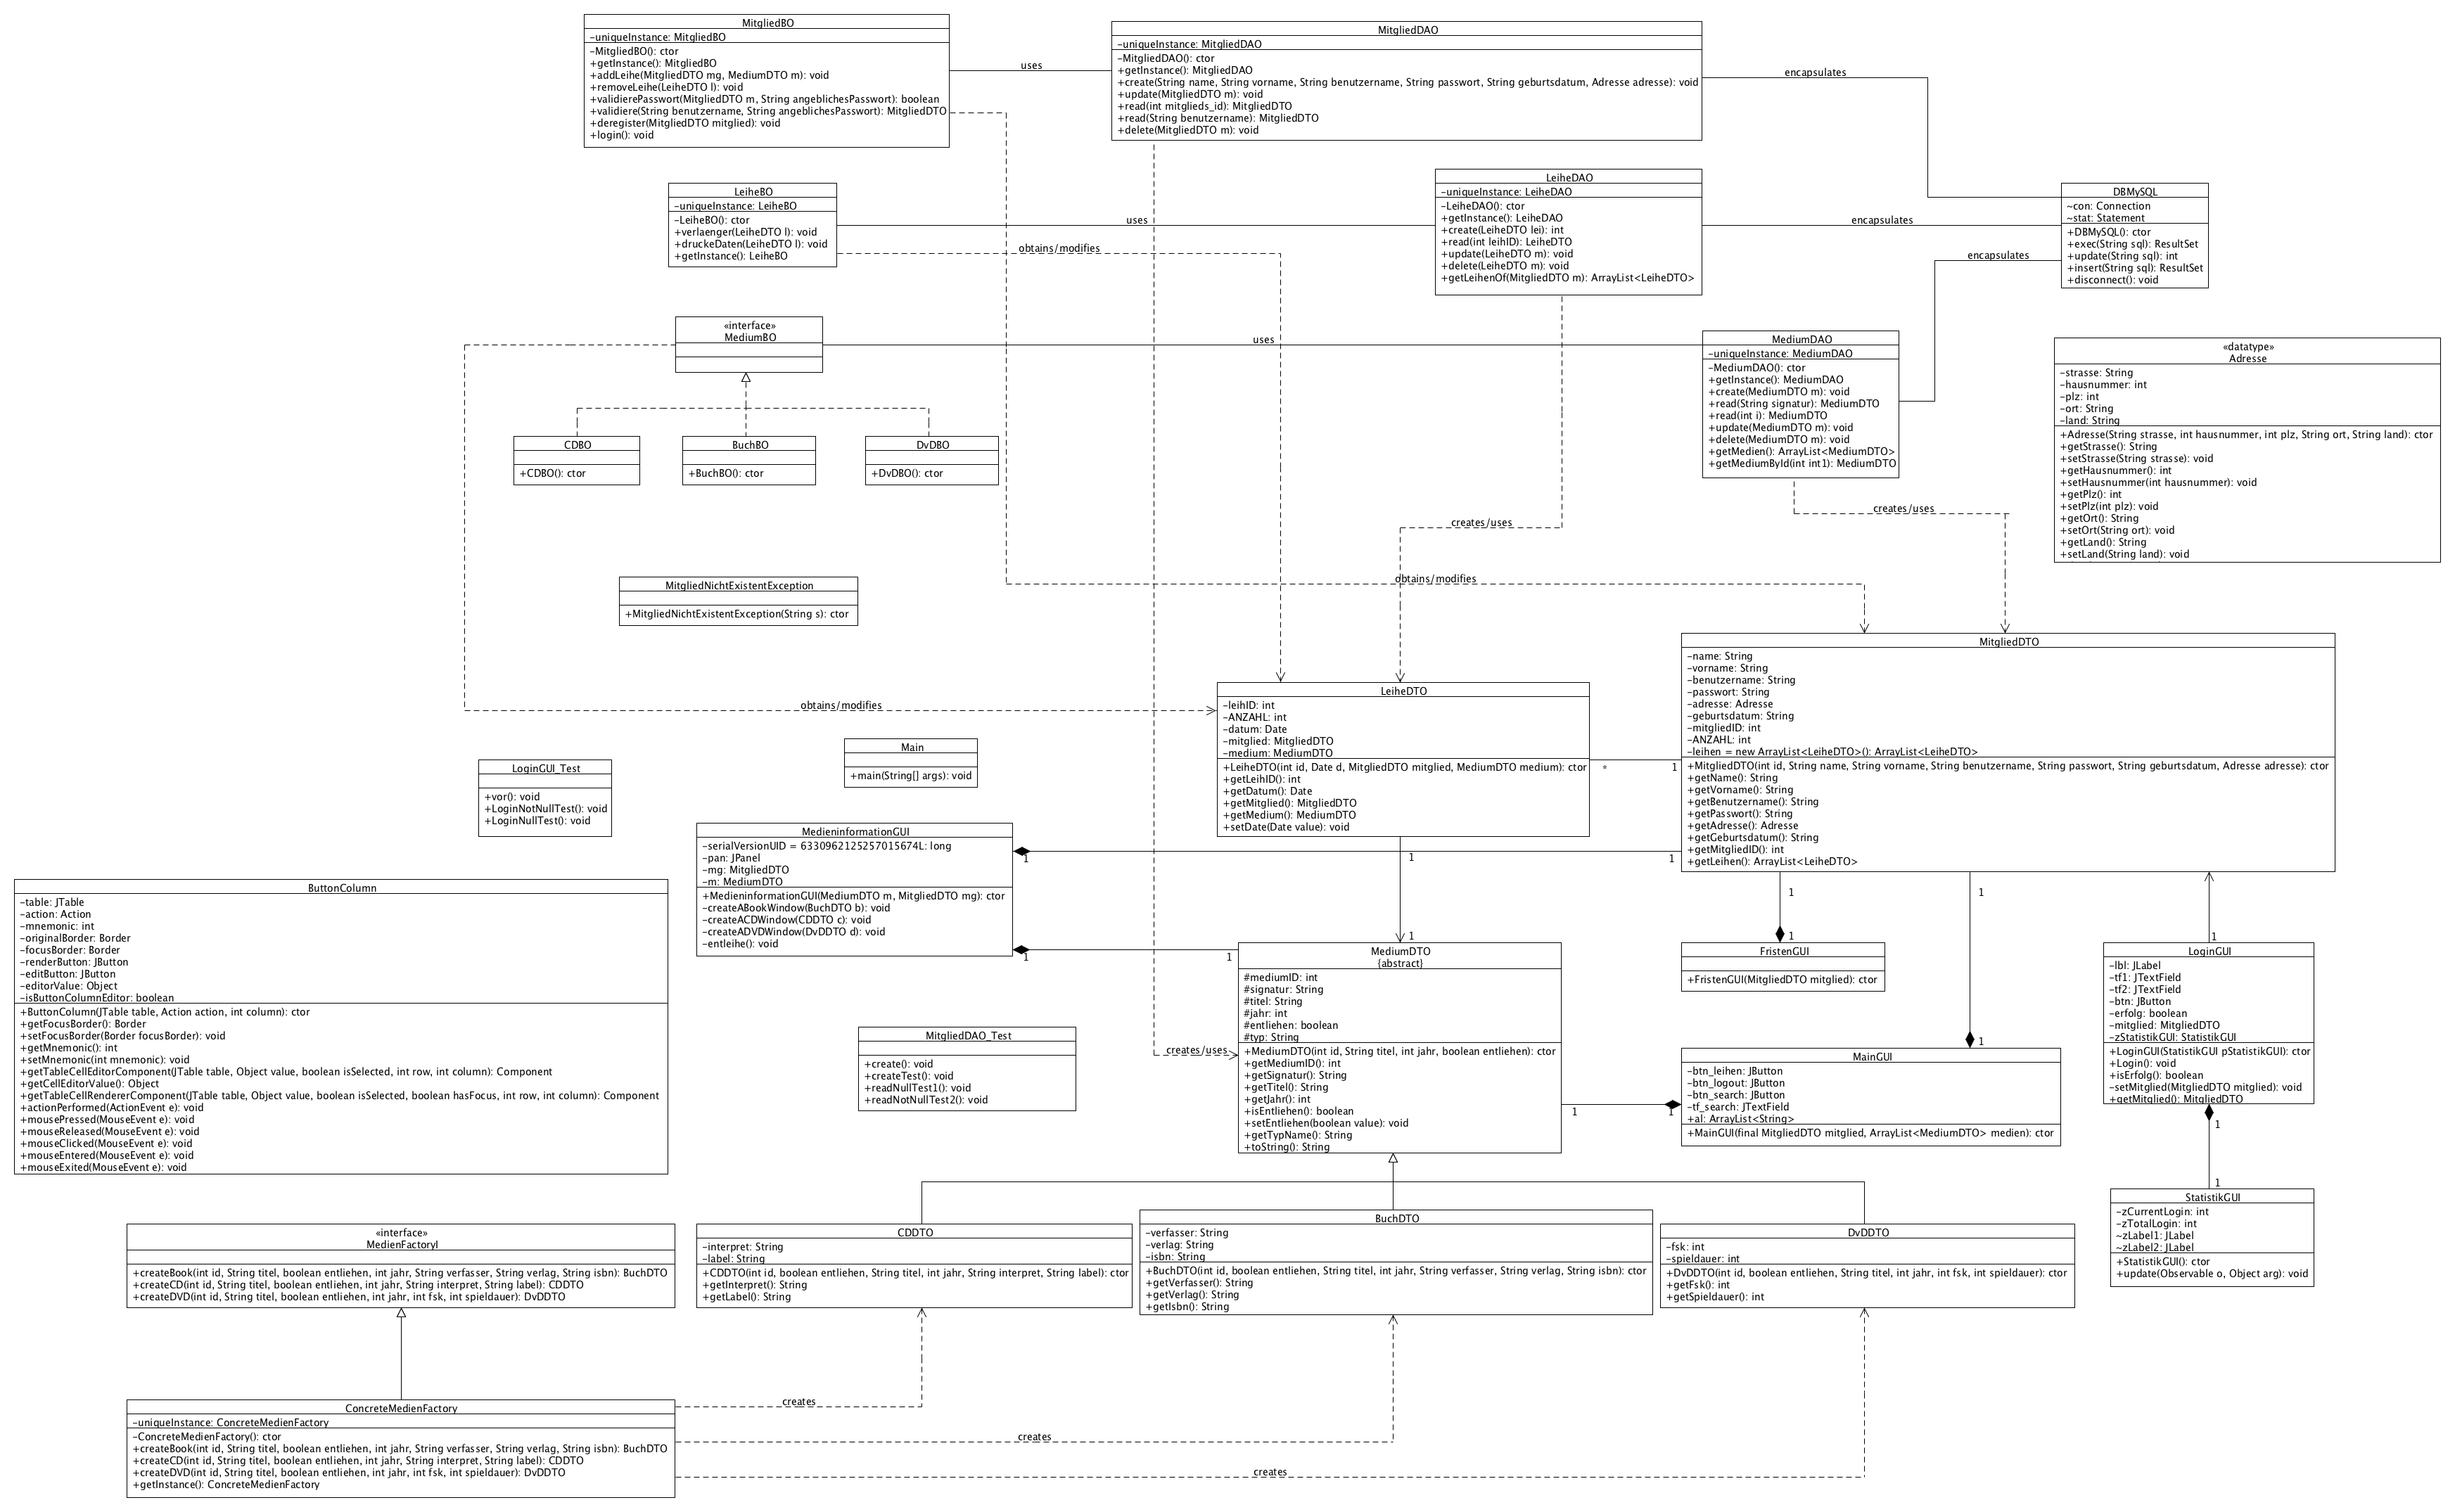 MitgliedBO
-uniqueInstance: MitgliedBO
-MitgliedBO(): ctor
+getInstance(): MitgliedBO
+addLeihe(MitgliedDTO mg, MediumDTO m): void
+removeLeihe(LeiheDTO l): void
+validierePasswort(MitgliedDTO m, String angeblichesPasswort): boolean
+validiere(String benutzername, String angeblichesPasswort): MitgliedDTO
+deregister(MitgliedDTO mitglied): void
+login(): void
uses
MitgliedDAO
-uniqueInstance: MitgliedDAO
-MitgliedDAO(): ctor
+getInstance(): MitgliedDAO
+create(String name, String vorname, String benutzername, String passwort, String geburtsdatum, Adresse adresse): void
+update(MitgliedDTO m): void
+read(int mitglieds_id): MitgliedDTO
+read(String benutzername): MitgliedDTO
+delete(MitgliedDTO m): void
encapsulates
LeiheBO
-uniqueInstance: LeiheBO
-LeiheBO(): ctor
+verlaenger(LeiheDTO l): void
+druckeDaten(LeiheDTO l): void
+getInstance(): LeiheBO
uses
obtains/modifies
LeiheDAO
-uniqueInstance: LeiheDAO
-LeiheDAO(): ctor
+getInstance(): LeiheDAO
+create(LeiheDTO lei): int
+read(int leihID): LeiheDTO
+update(LeiheDTO m): void
+delete(LeiheDTO m): void
+getLeihenOf(MitgliedDTO m): ArrayList<LeiheDTO>
encapsulates
encapsulates
DBMySQL
~con: Connection
~stat: Statement
+DBMySQL(): ctor
+exec(String sql): ResultSet
+update(String sql): int
+insert(String sql): ResultSet
+disconnect(): void
«interface»
MediumBO
uses
MediumDAO
-uniqueInstance: MediumDAO
-MediumDAO(): ctor
+getInstance(): MediumDAO
+create(MediumDTO m): void
+read(String signatur): MediumDTO
+read(int i): MediumDTO
+update(MediumDTO m): void
+delete(MediumDTO m): void
+getMedien(): ArrayList<MediumDTO>
+getMediumById(int int1): MediumDTO
«datatype»
Adresse
-strasse: String
-hausnummer: int
-plz: int
-ort: String
-land: String
+Adresse(String strasse, int hausnummer, int plz, String ort, String land): ctor
+getStrasse(): String
+setStrasse(String strasse): void
+getHausnummer(): int
+setHausnummer(int hausnummer): void
+getPlz(): int
+setPlz(int plz): void
+getOrt(): String
+setOrt(String ort): void
+getLand(): String
+setLand(String land): void
CDBO
+CDBO(): ctor
BuchBO
+BuchBO(): ctor
DvDBO
+DvDBO(): ctor
creates/uses
creates/uses
MitgliedNichtExistentException
+MitgliedNichtExistentException(String s): ctor
obtains/modifies
obtains/modifies
LeiheDTO
-leihID: int
-ANZAHL: int
-datum: Date
-mitglied: MitgliedDTO
-medium: MediumDTO
+LeiheDTO(int id, Date d, MitgliedDTO mitglied, MediumDTO medium): ctor
+getLeihID(): int
+getDatum(): Date
+getMitglied(): MitgliedDTO
+getMedium(): MediumDTO
+setDate(Date value): void
*
1
MitgliedDTO
-name: String
-vorname: String
-benutzername: String
-passwort: String
-adresse: Adresse
-geburtsdatum: String
-mitgliedID: int
-ANZAHL: int
-leihen = new ArrayList<LeiheDTO>(): ArrayList<LeiheDTO>
+MitgliedDTO(int id, String name, String vorname, String benutzername, String passwort, String geburtsdatum, Adresse adresse): ctor
+getName(): String
+getVorname(): String
+getBenutzername(): String
+getPasswort(): String
+getAdresse(): Adresse
+getGeburtsdatum(): String
+getMitgliedID(): int
+getLeihen(): ArrayList<LeiheDTO>
Main
+main(String[] args): void
LoginGUI_Test
+vor(): void
+LoginNotNullTest(): void
+LoginNullTest(): void
MedieninformationGUI
-serialVersionUID = 6330962125257015674L: long
-pan: JPanel
-mg: MitgliedDTO
-m: MediumDTO
+MedieninformationGUI(MediumDTO m, MitgliedDTO mg): ctor
-createABookWindow(BuchDTO b): void
-createACDWindow(CDDTO c): void
-createADVDWindow(DvDDTO d): void
-entleihe(): void
1
1
1
1
1
1
ButtonColumn
-table: JTable
-action: Action
-mnemonic: int
-originalBorder: Border
-focusBorder: Border
-renderButton: JButton
-editButton: JButton
-editorValue: Object
-isButtonColumnEditor: boolean
+ButtonColumn(JTable table, Action action, int column): ctor
+getFocusBorder(): Border
+setFocusBorder(Border focusBorder): void
+getMnemonic(): int
+setMnemonic(int mnemonic): void
+getTableCellEditorComponent(JTable table, Object value, boolean isSelected, int row, int column): Component
+getCellEditorValue(): Object
+getTableCellRendererComponent(JTable table, Object value, boolean isSelected, boolean hasFocus, int row, int column): Component
+actionPerformed(ActionEvent e): void
+mousePressed(MouseEvent e): void
+mouseReleased(MouseEvent e): void
+mouseClicked(MouseEvent e): void
+mouseEntered(MouseEvent e): void
+mouseExited(MouseEvent e): void
MitgliedDAO_Test
+create(): void
+createTest(): void
+readNullTest1(): void
+readNotNullTest2(): void
creates/uses
MediumDTO
{abstract}
#mediumID: int
#signatur: String
#titel: String
#jahr: int
#entliehen: boolean
#typ: String
+MediumDTO(int id, String titel, int jahr, boolean entliehen): ctor
+getMediumID(): int
+getSignatur(): String
+getTitel(): String
+getJahr(): int
+isEntliehen(): boolean
+setEntliehen(boolean value): void
+getTypName(): String
+toString(): String
1
1
FristenGUI
+FristenGUI(MitgliedDTO mitglied): ctor
1
1
MainGUI
-btn_leihen: JButton
-btn_logout: JButton
-btn_search: JButton
-tf_search: JTextField
+al: ArrayList<String>
+MainGUI(final MitgliedDTO mitglied, ArrayList<MediumDTO> medien): ctor
1
1
1
LoginGUI
-lbl: JLabel
-tf1: JTextField
-tf2: JTextField
-btn: JButton
-erfolg: boolean
-mitglied: MitgliedDTO
-zStatistikGUI: StatistikGUI
+LoginGUI(StatistikGUI pStatistikGUI): ctor
+Login(): void
+isErfolg(): boolean
-setMitglied(MitgliedDTO mitglied): void
+getMitglied(): MitgliedDTO
1
1
StatistikGUI
-zCurrentLogin: int
-zTotalLogin: int
~zLabel1: JLabel
~zLabel2: JLabel
+StatistikGUI(): ctor
+update(Observable o, Object arg): void
«interface»
MedienFactoryI
+createBook(int id, String titel, boolean entliehen, int jahr, String verfasser, String verlag, String isbn): BuchDTO
+createCD(int id, String titel, boolean entliehen, int jahr, String interpret, String label): CDDTO
+createDVD(int id, String titel, boolean entliehen, int jahr, int fsk, int spieldauer): DvDDTO
CDDTO
-interpret: String
-label: String
+CDDTO(int id, boolean entliehen, String titel, int jahr, String interpret, String label): ctor
+getInterpret(): String
+getLabel(): String
BuchDTO
-verfasser: String
-verlag: String
-isbn: String
+BuchDTO(int id, boolean entliehen, String titel, int jahr, String verfasser, String verlag, String isbn): ctor
+getVerfasser(): String
+getVerlag(): String
+getIsbn(): String
DvDDTO
-fsk: int
-spieldauer: int
+DvDDTO(int id, boolean entliehen, String titel, int jahr, int fsk, int spieldauer): ctor
+getFsk(): int
+getSpieldauer(): int
ConcreteMedienFactory
-uniqueInstance: ConcreteMedienFactory
-ConcreteMedienFactory(): ctor
+createBook(int id, String titel, boolean entliehen, int jahr, String verfasser, String verlag, String isbn): BuchDTO
+createCD(int id, String titel, boolean entliehen, int jahr, String interpret, String label): CDDTO
+createDVD(int id, String titel, boolean entliehen, int jahr, int fsk, int spieldauer): DvDDTO
+getInstance(): ConcreteMedienFactory
creates
creates
creates